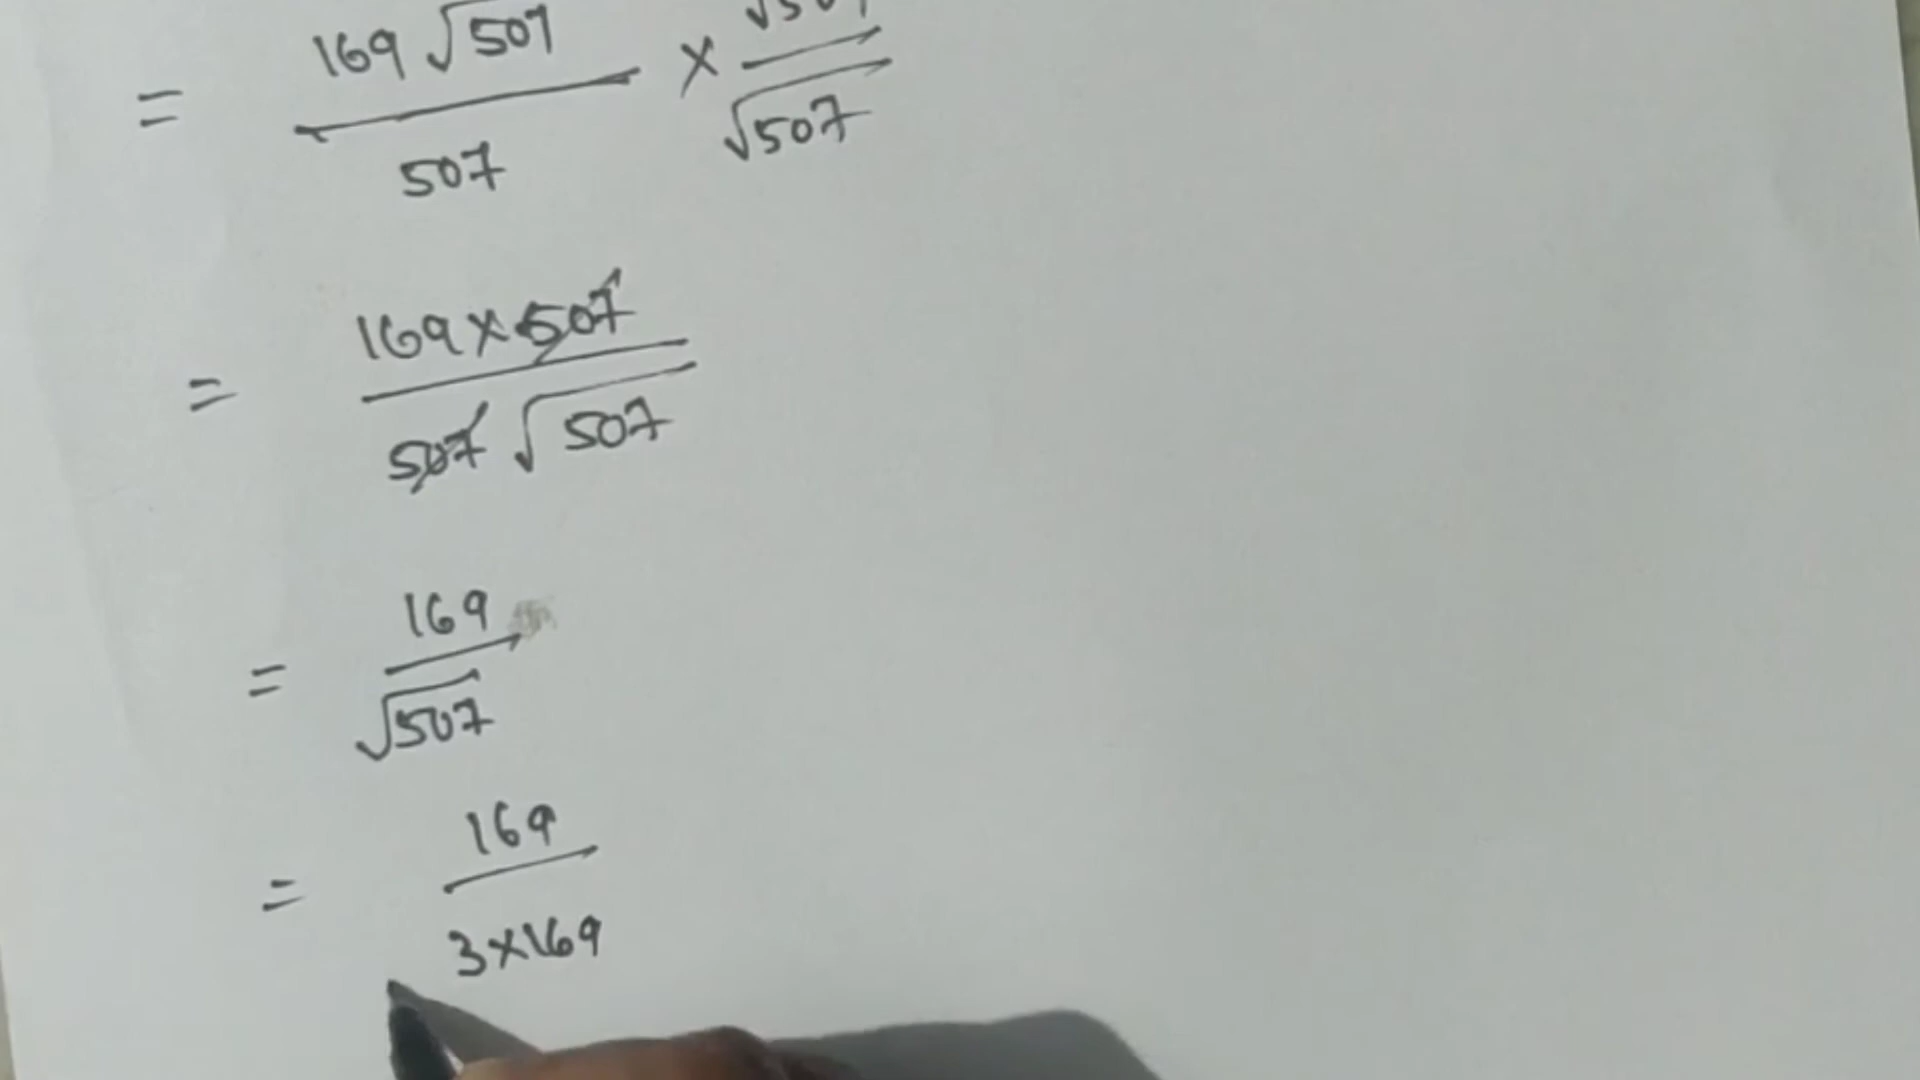 = 169√507/507 × √507/√507
= 169×507/507√507
= 169/√507
= 169/3×169